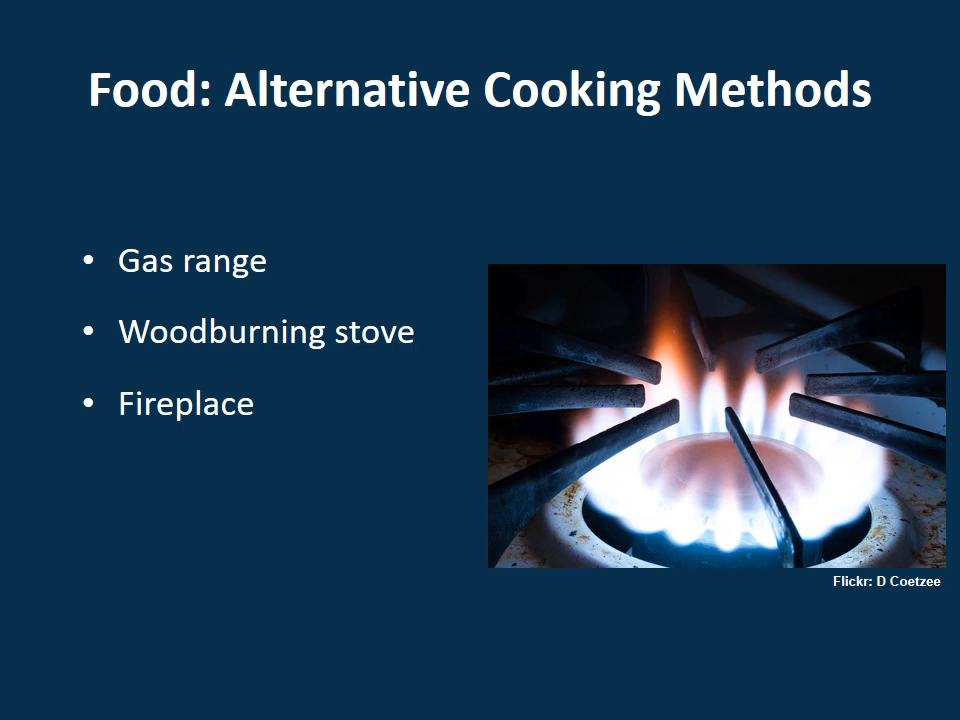 Food: Alternative Cooking Methods
• Gas range
• Woodburning stove
• Fireplace
Flickr: D Coetzee